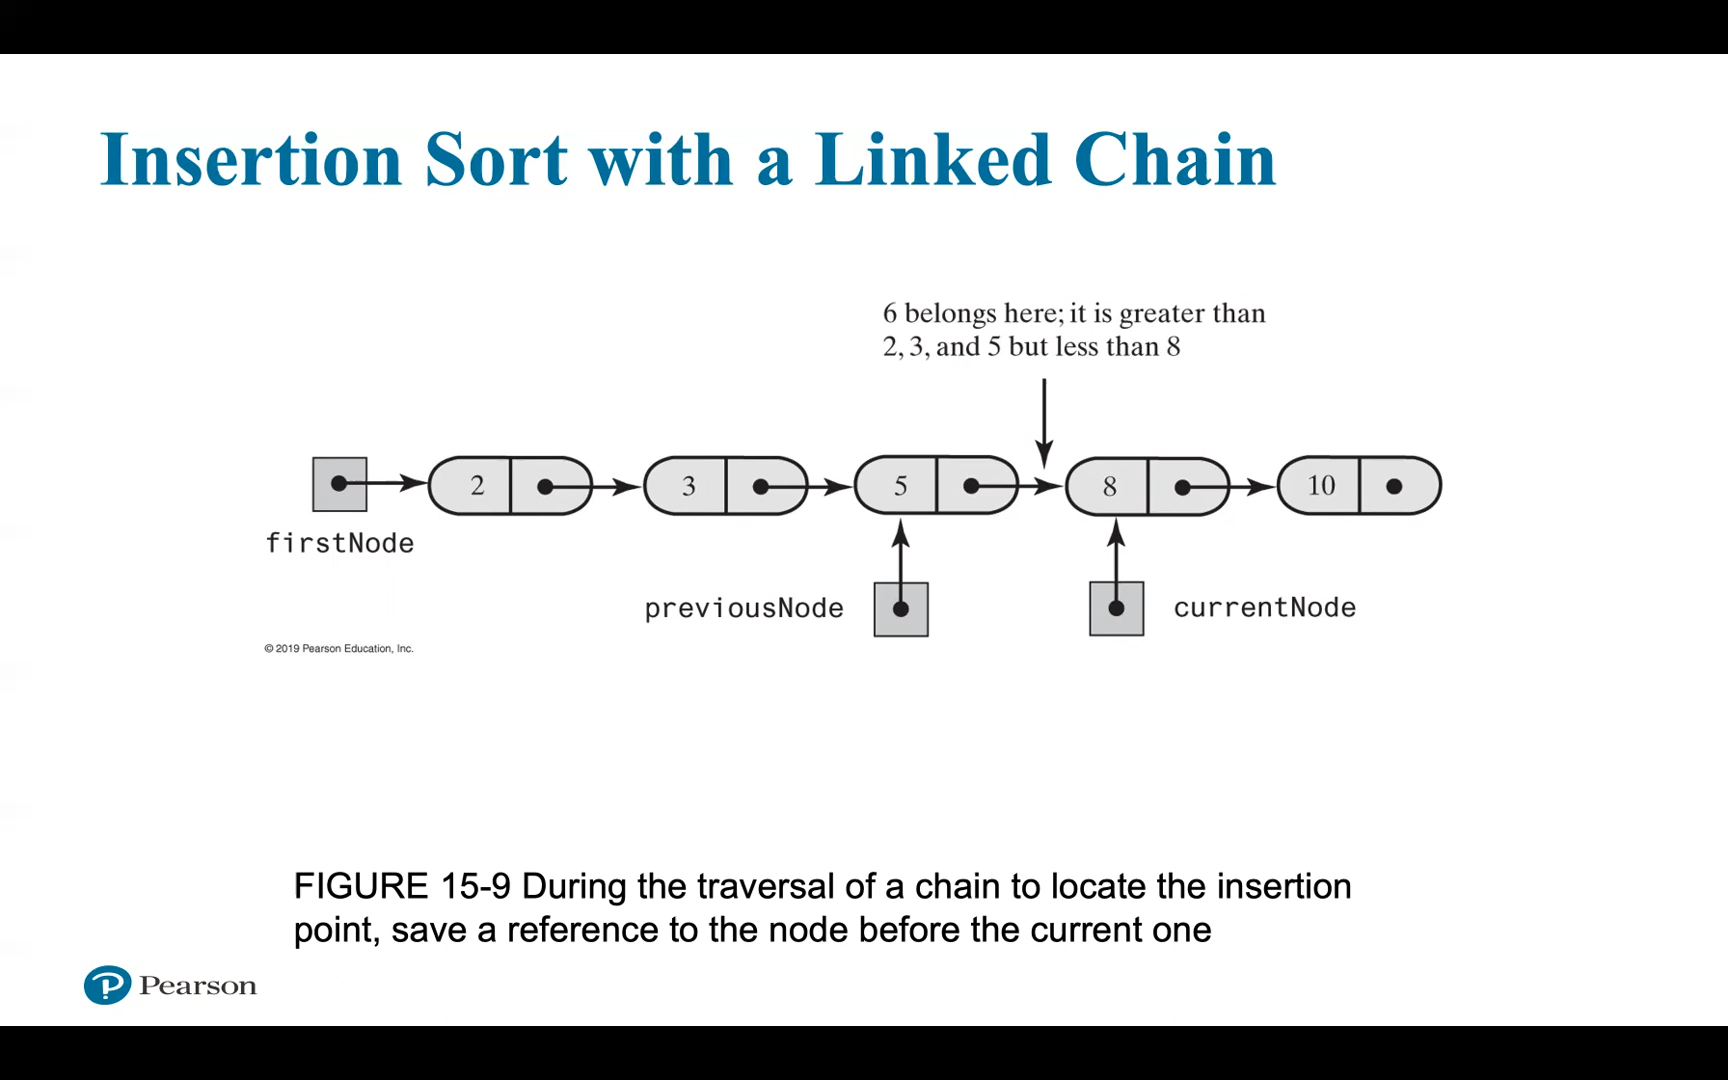 Insertion Sort with a Linked Chain
6 belongs here; it is greater than
2, 3, and 5 but less than 8
2 3 5 8 10
firstNode
previousNode
currentNode
© 2019 Pearson Education, Inc.
FIGURE 15-9 During the traversal of a chain to locate the insertion
point, save a reference to the node before the current one
Pearson